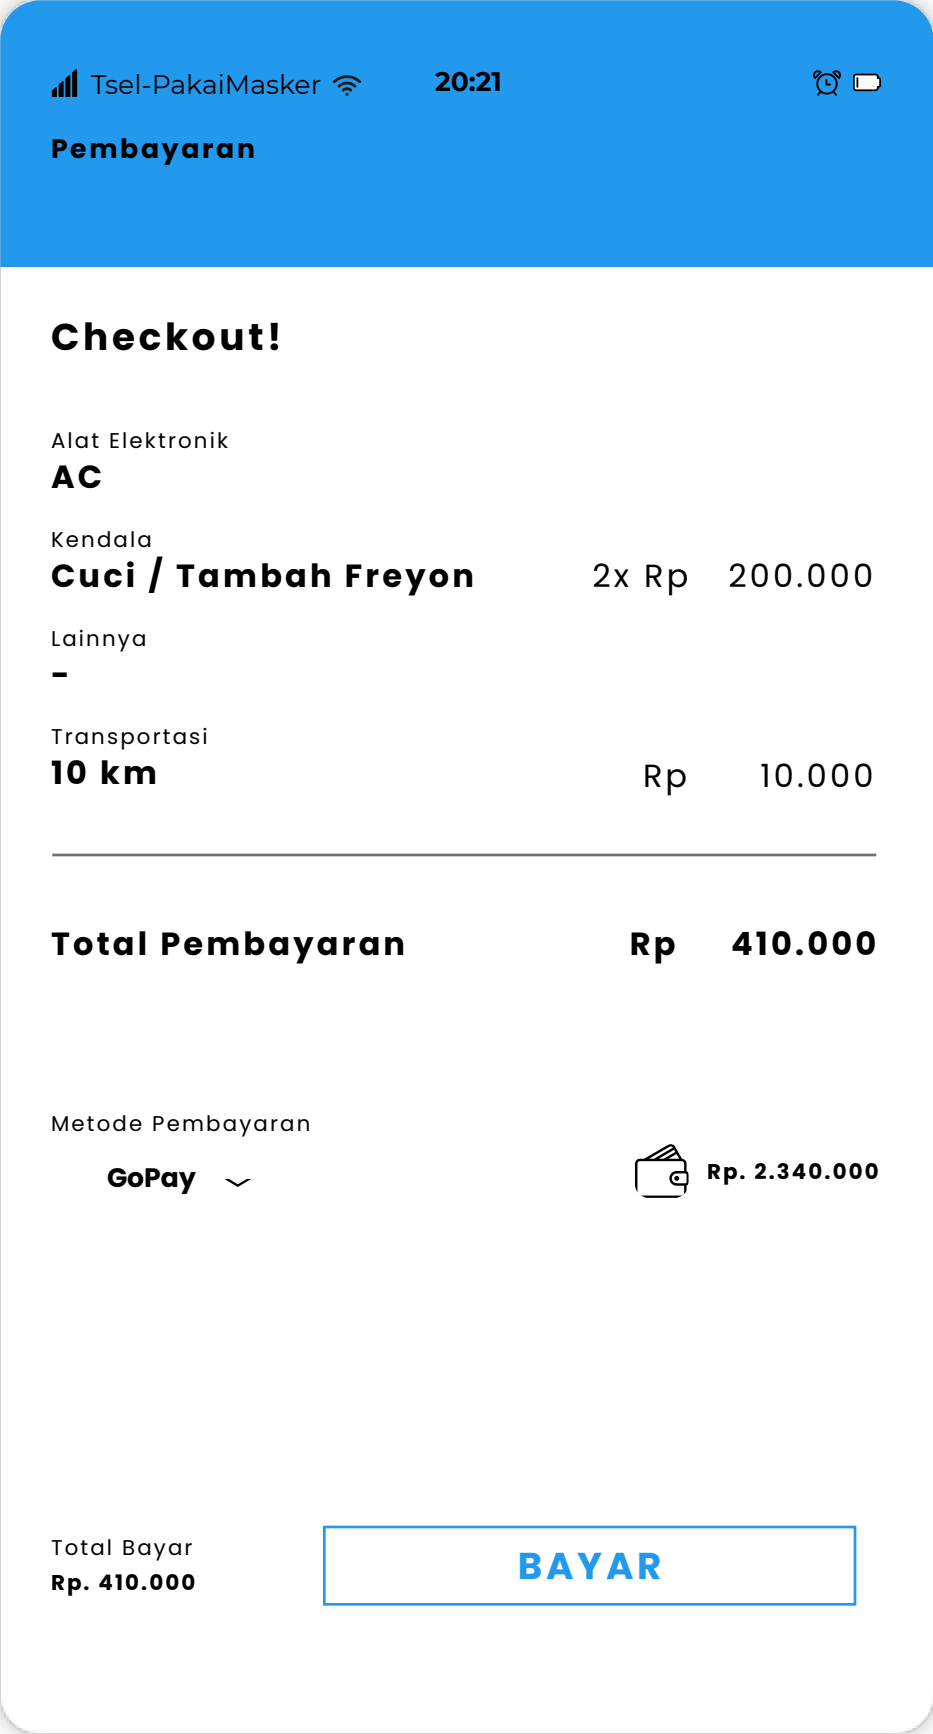 Tsel-PakaiMasker 20:21
Pembayaran
Checkout!
Alat Elektronik
AC
Kendala
Cuci / Tambah Freyon 2x Rp 200.000
Lainnya
-
Transportasi
10 km Rp 10.000
Total Pembayaran Rp 410.000
Metode Pembayaran
GoPay Rp. 2.340.000
Total Bayar
Rp. 410.000
BAYAR